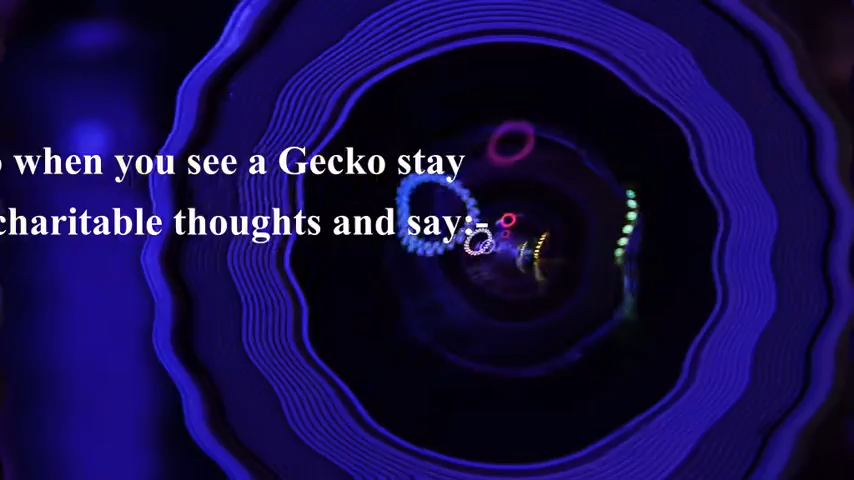 when you see a Gecko stay
charitable thoughts and say:-